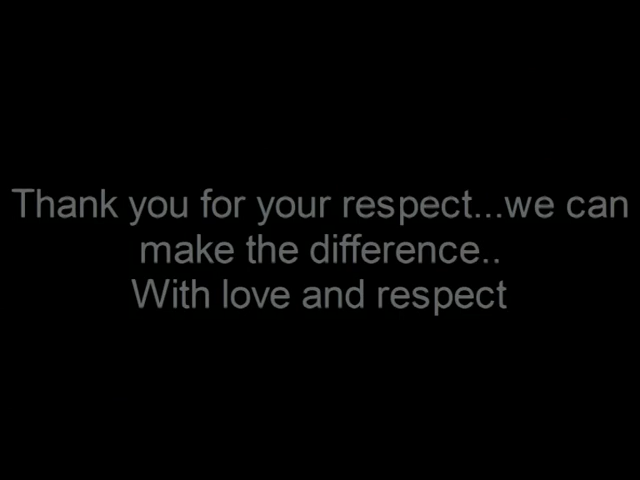 Thank you for your respect...we can
make the difference..
With love and respect